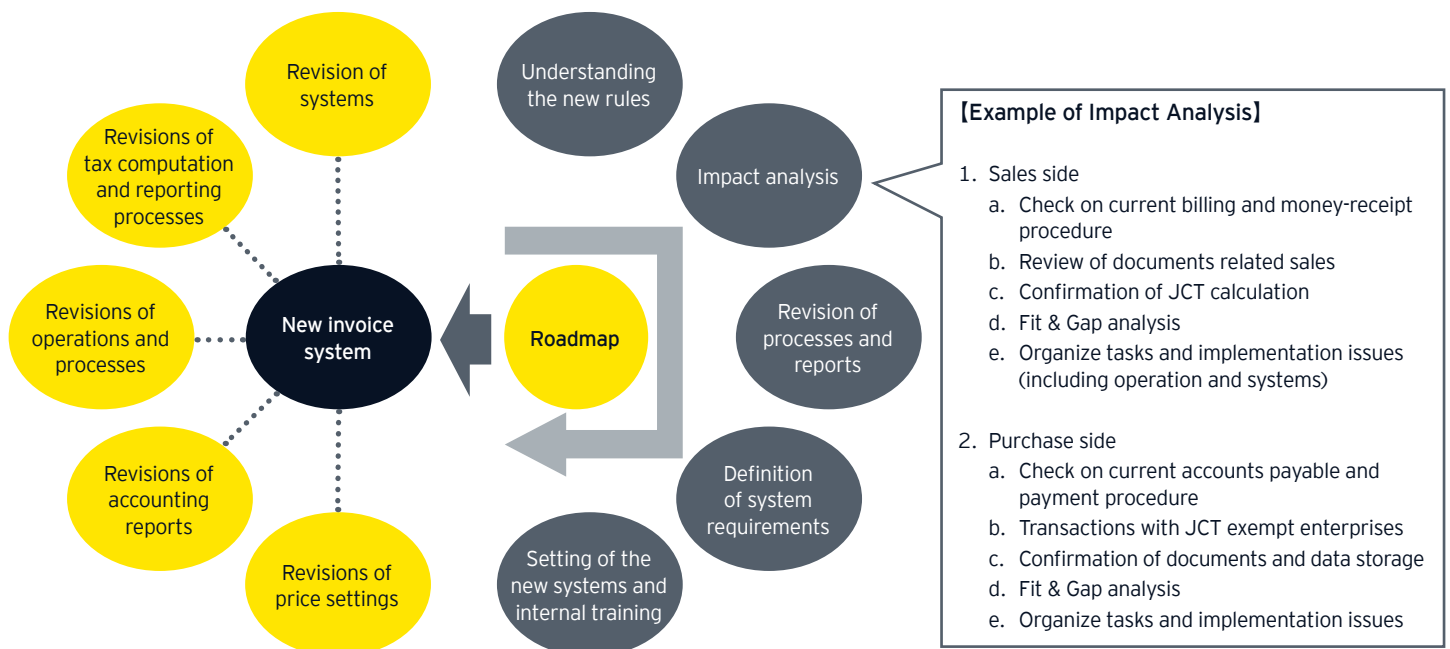 Revision of
systems
Revisions of
tax computation
and reporting
processes
Revisions of
operations and
processes
Revisions of
accounting
reports
Revisions of
price settings
New invoice
system
Roadmap
Understanding
the new rules
Impact analysis
Revision of
processes and
reports
Definition
of system
requirements
Setting of the
new systems and
internal training
【Example of Impact Analysis】
1. Sales side
a. Check on current billing and money-receipt
procedure
b. Review of documents related sales
c. Confirmation of JCT calculation
d. Fit & Gap analysis
e. Organize tasks and implementation issues
(including operation and systems)
2. Purchase side
a. Check on current accounts payable and
payment procedure
b. Transactions with JCT exempt enterprises
c. Confirmation of documents and data storage
d. Fit & Gap analysis
e. Organize tasks and implementation issues